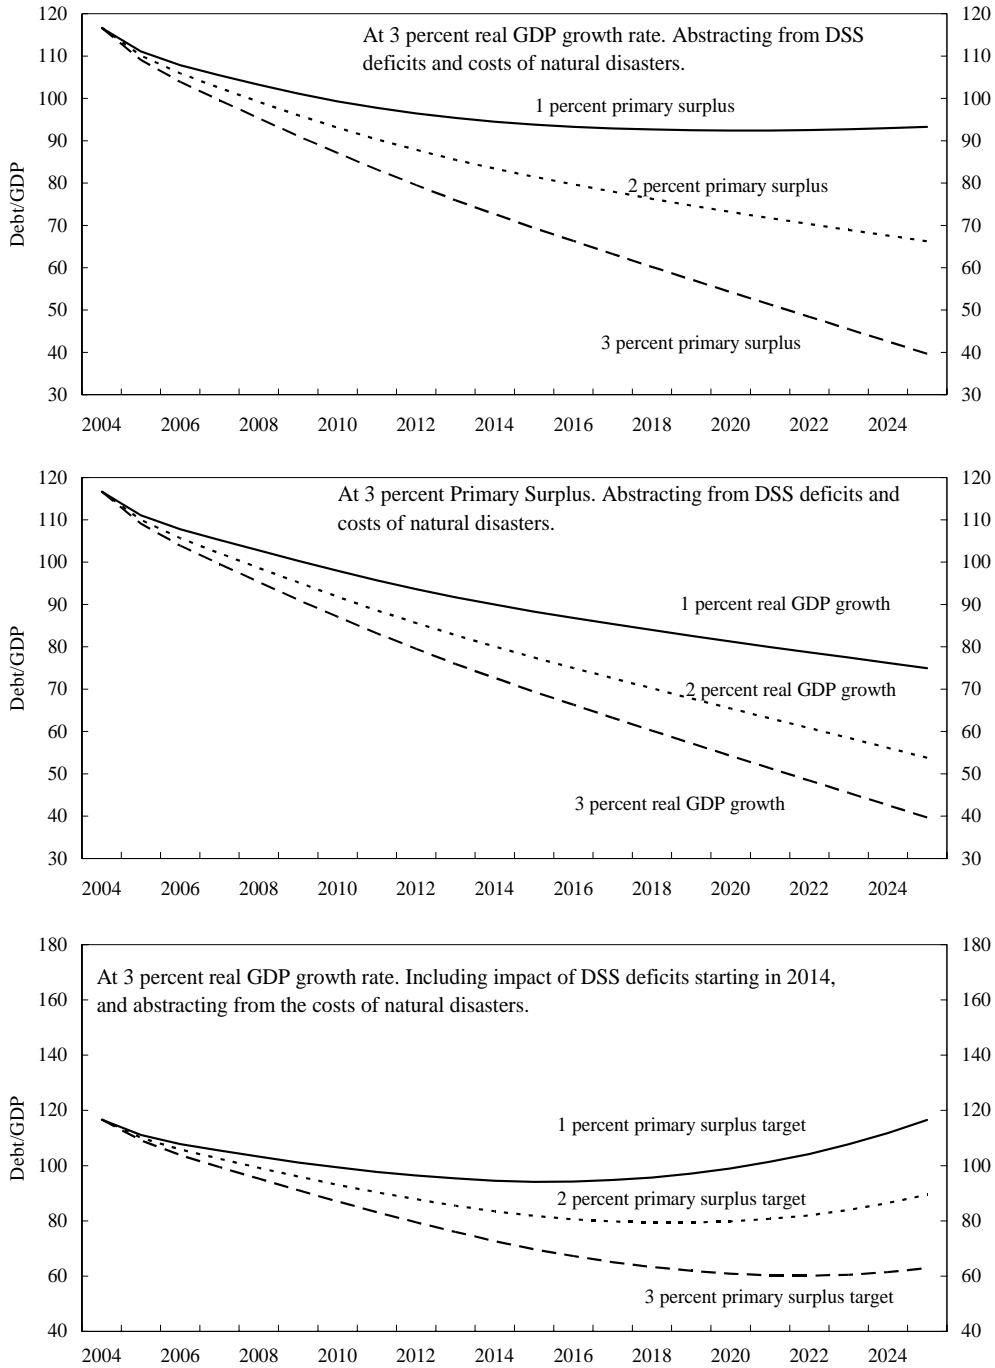 120
120
At 3 percent real GDP growth rate. Abstracting from DSS
deficits and costs of natural disasters.
110
110
100
100
1 percent primary surplus
90
90
2 percent primary surplus
80
80
Debt/GDP
70
70
60
60
50
50
3 percent primary surplus
40
40
30
30
2004 2006 2008 2010 2012 2014 2016 2018 2020 2022 2024
120
120
At 3 percent Primary Surplus. Abstracting from DSS deficits and
costs of natural disasters.
110
110
100
100
90
90
1 percent real GDP growth
80
80
Debt/GDP
70
70
2 percent real GDP growth
60
60
50
50
3 percent real GDP growth
40
40
30
30
2004 2006 2008 2010 2012 2014 2016 2018 2020 2022 2024
180
180
At 3 percent real GDP growth rate. Including impact of DSS deficits starting in 2014,
and abstracting from the costs of natural disasters.
160
160
140
140
120
120
1 percent primary surplus target
Debt/GDP
100
100
2 percent primary surplus target
80
80
60
60
3 percent primary surplus target
40
40
2004 2006 2008 2010 2012 2014 2016 2018 2020 2022 2024